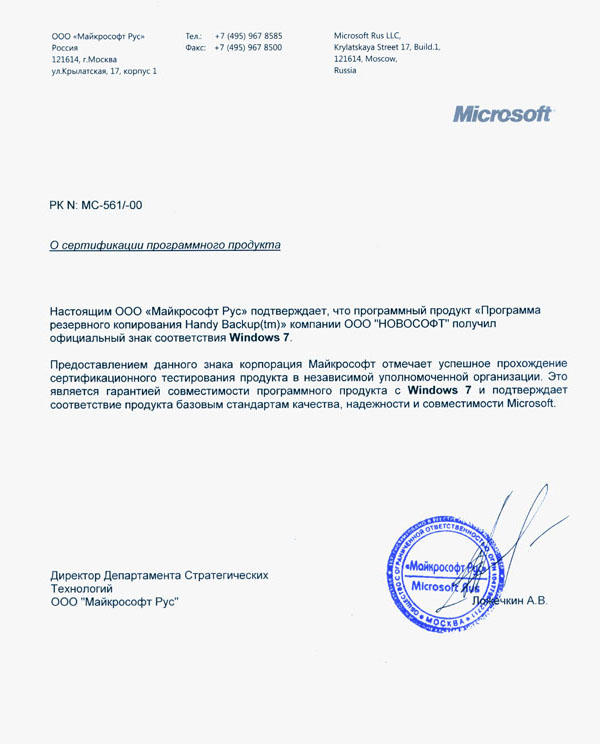 ООО «Майкрософт Рус»
Россия
121614, г.Москва
ул.Крылатская, 17, корпус 1
Тел.: +7 (495) 967 8585
Факс: +7 (495) 967 8500
Microsoft Rus LLC,
Krylatskaya Street 17, Build.1,
121614, Moscow,
Russia
Microsoft
РК N: МС-561/-00
О сертификации программного продукта
Настоящим ООО «Майкрософт Рус» подтверждает, что программный продукт «Программа
резервного копирования Handy Backup(tm)» компании ООО "НОВОСОФТ" получил
официальный знак соответствия Windows 7.
Предоставлением данного знака корпорация Майкрософт отмечает успешное прохождение
сертификационного тестирования продукта в независимой уполномоченной организации. Это
является гарантией совместимости программного продукта с Windows 7 и подтверждает
соответствие продукта базовым стандартам качества, надежности и совместимости Microsoft.
Директор Департамента Стратегических
Технологий
ООО "Майкрософт Рус"
ОБЩЕСТВО С ОГРАНИЧЕННОЙ ОТВЕТСТВЕННОСТЬЮ
«Майкрософт Рус»
Microsoft Rus
МОСКВА
Ложечкин А.В.